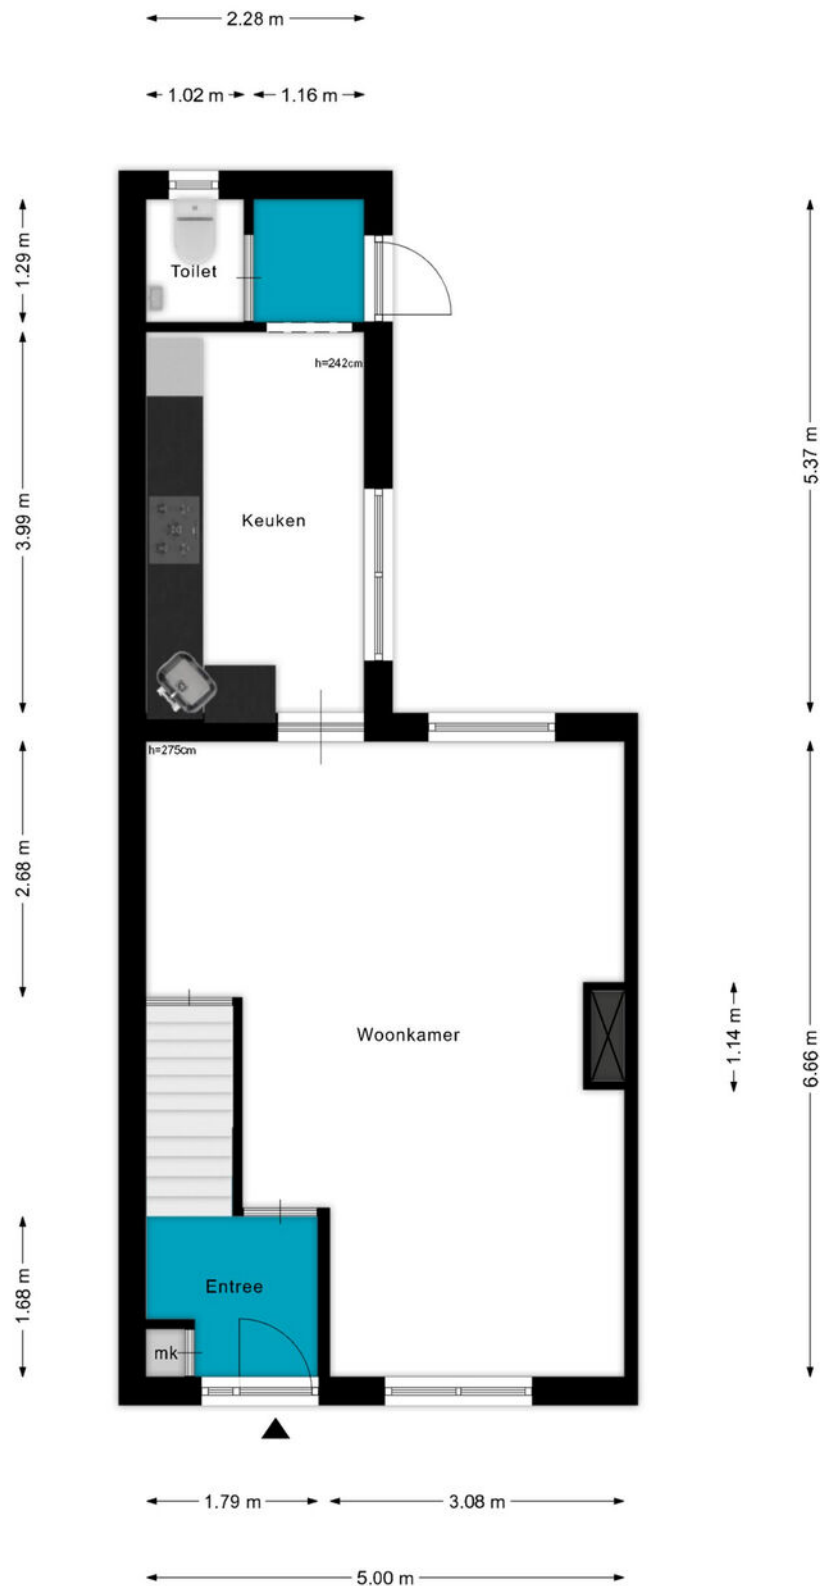 2.28 m
1.02 m
1.16 m
1.29 m
Toilet
h=242cm
5.37 m
3.99 m
Keuken
h=275cm
2.68 m
Woonkamer
1.14 m
6.66 m
Entree
1.68 m
mk
1.79 m
3.08 m
5.00 m